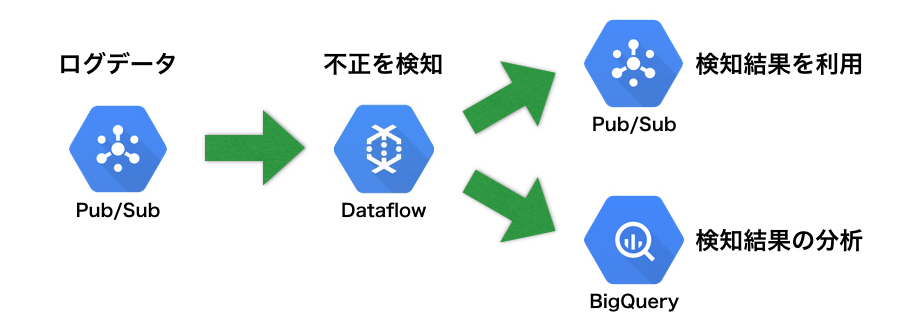 ログデータ
Pub/Sub
不正を検知
Dataflow
検知結果を利用
Pub/Sub
検知結果の分析
BigQuery